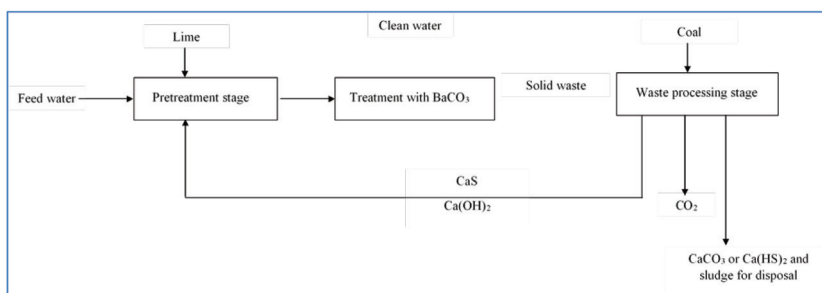 Clean water
Lime
Coal
Feed water
Pretreatment stage
Treatment with BaCO₃
Solid waste
Waste processing stage
CaS
Ca(OH)₂
CO₂
CaCO₃ or Ca(HS)₂ and
sludge for disposal